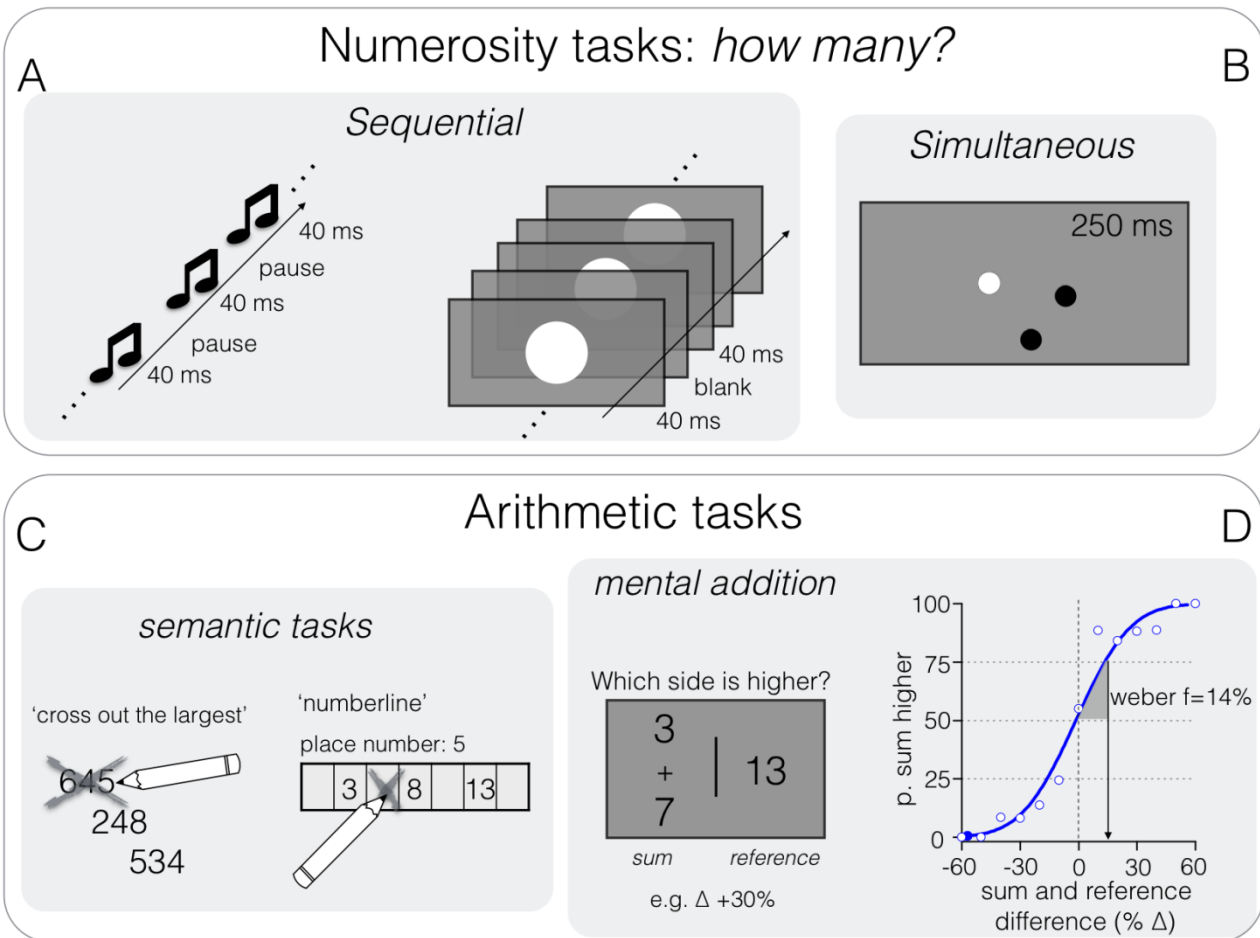 Numerosity tasks: how many?
A
B
Sequential
40 ms
pause
40 ms
pause
40 ms
40 ms
blank
40 ms
Simultaneous
250 ms
Arithmetic tasks
C
D
semantic tasks
'cross out the largest'
645
248
534
'numberline'
place number: 5
3
8
13
mental addition
Which side is higher?
3
+
7
13
sum
reference
e.g. Δ +30%
p. sum higher
100
75
50
25
0
weber f=14%
-60
-30
0
30
60
sum and reference
difference (% Δ)